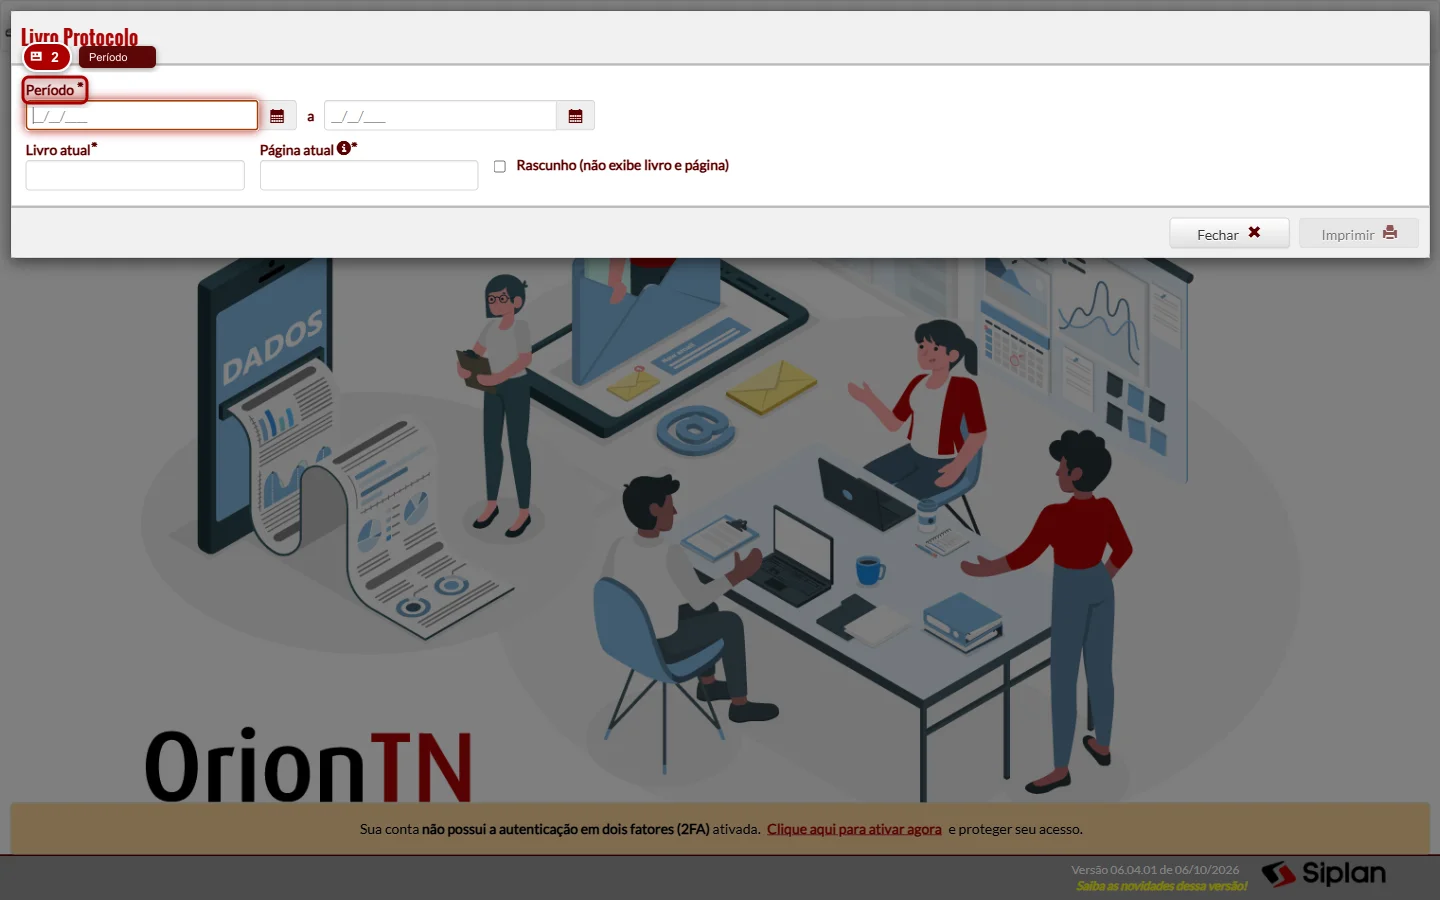 Livro Protocolo
2 Período
Período *
__/__/____ a __/__/____
Livro atual*
Página atual *
Rascunho (não exibe livro e página)
Fechar
Imprimir
DADOS
@
OrionTN
Sua conta não possui a autenticação em dois fatores (2FA) ativada. Clique aqui para ativar agora e proteger seu acesso.
Versão 06.04.01 de 06/10/2026
Saiba as novidades dessa versão!
Siplan